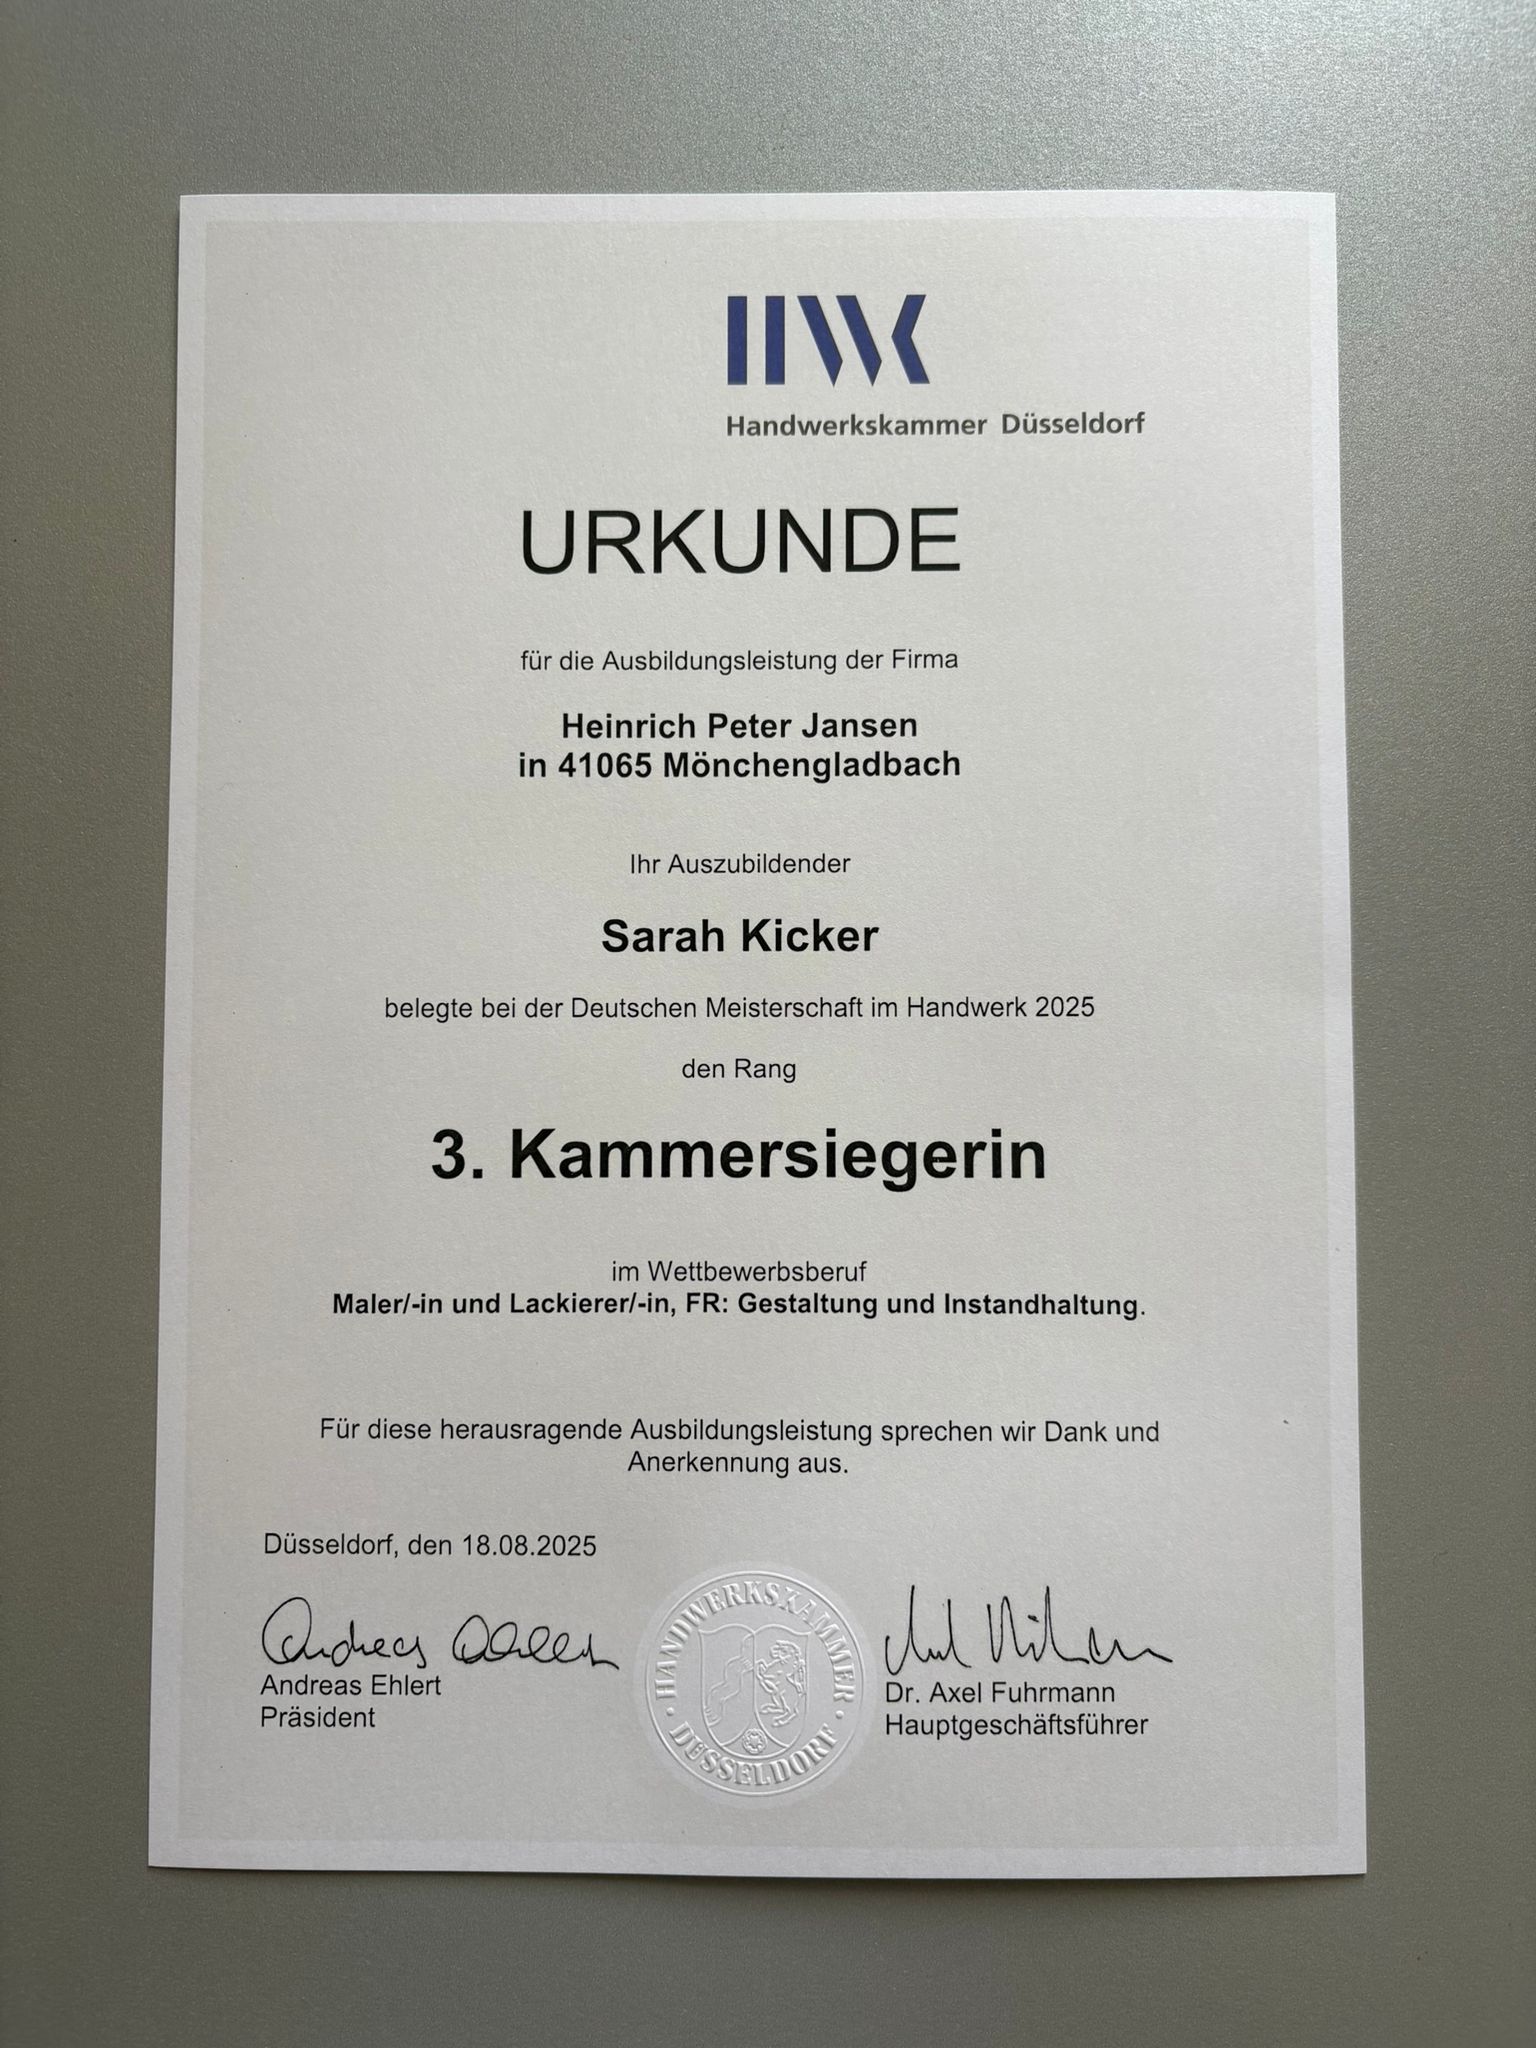 HWK
Handwerkskammer Düsseldorf
URKUNDE
für die Ausbildungsleistung der Firma
Heinrich Peter Jansen
in 41065 Mönchengladbach
Ihr Auszubildender
Sarah Kicker
belegte bei der Deutschen Meisterschaft im Handwerk 2025
den Rang
3. Kammersiegerin
im Wettbewerbsberuf
Maler/-in und Lackierer/-in, FR: Gestaltung und Instandhaltung.
Für diese herausragende Ausbildungsleistung sprechen wir Dank und
Anerkennung aus.
Düsseldorf, den 18.08.2025
Andreas Ehlert
Andreas Ehlert
Präsident
HANDWERKSKAMMER
DÜSSELDORF
Dr. Axel Fuhrmann
Hauptgeschäftsführer